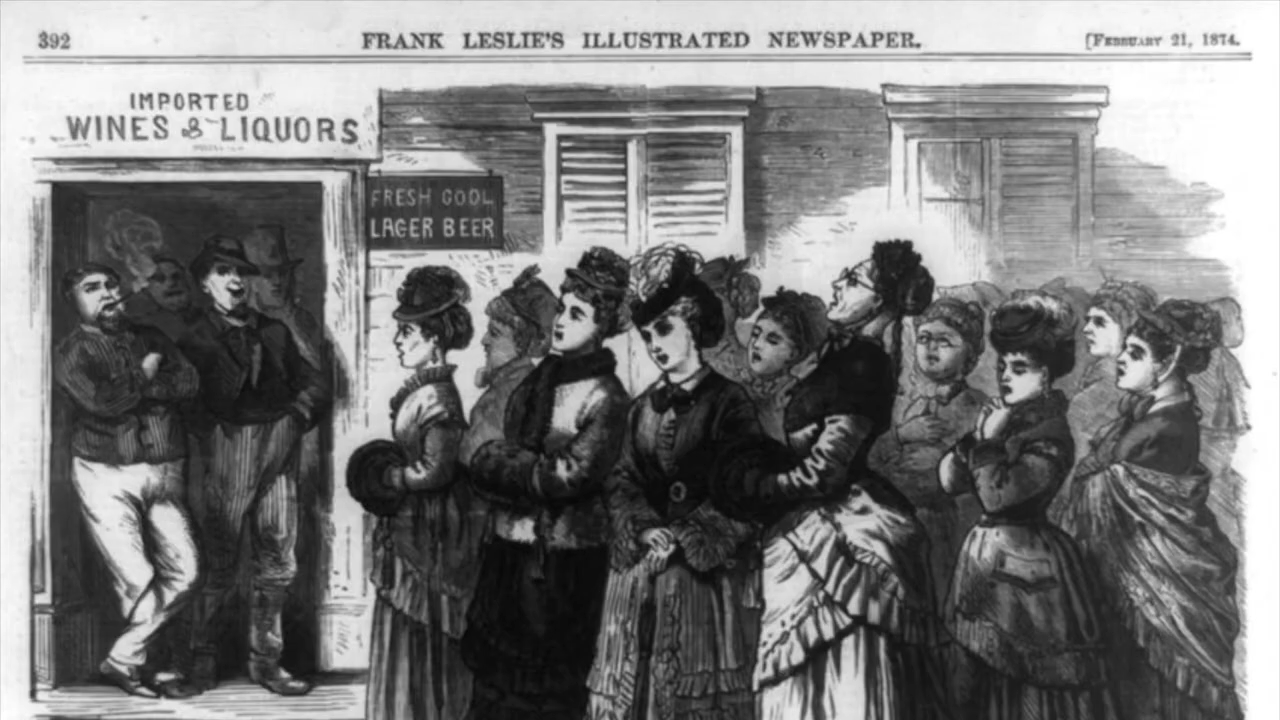 392
FRANK LESLIE'S ILLUSTRATED NEWSPAPER.
[FEBRUARY 21, 1874.
IMPORTED
WINES & LIQUORS
FRESH COOL
LAGER BEER